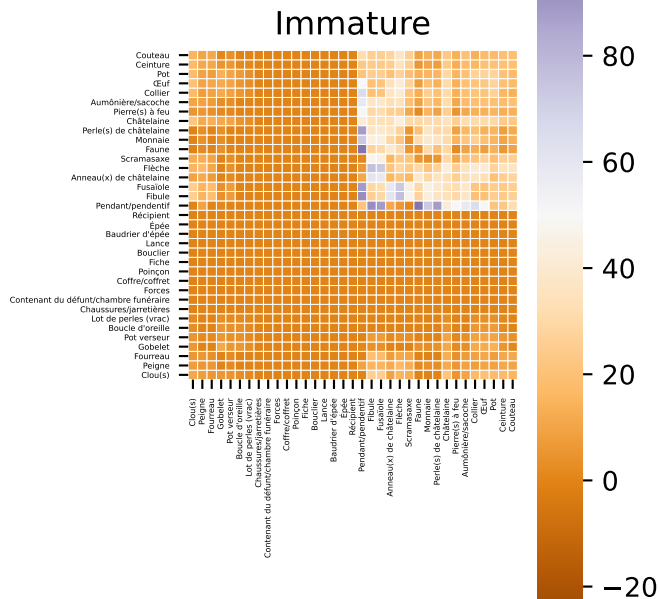 Immature
Couteau
Ceinture
Pot
Œuf
Collier
Aumônière/sacoche
Pierre(s) à feu
Châtelaine
Perle(s) de châtelaine
Monnaie
Faune
Scramasaxe
Flèche
Anneau(x) de châtelaine
Fusaïole
Fibule
Pendant/pendentif
Récipient
Épée
Baudrier d'épée
Lance
Bouclier
Fiche
Poinçon
Coffre/coffret
Forces
Contenant du défunt/chambre funéraire
Chaussures/jarretières
Lot de perles (vrac)
Boucle d'oreille
Pot verseur
Gobelet
Fourreau
Peigne
Clou(s)
Clou(s)
Peigne
Fourreau
Gobelet
Pot verseur
Boucle d'oreille
Lot de perles (vrac)
Chaussures/jarretières
Contenant du défunt/chambre funéraire
Forces
Coffre/coffret
Poinçon
Fiche
Bouclier
Lance
Baudrier d'épée
Épée
Récipient
Pendant/pendentif
Fibule
Fusaïole
Anneau(x) de châtelaine
Flèche
Scramasaxe
Faune
Monnaie
Perle(s) de châtelaine
Châtelaine
Pierre(s) à feu
Aumônière/sacoche
Collier
Œuf
Pot
Ceinture
Couteau
80
60
40
20
0
−20